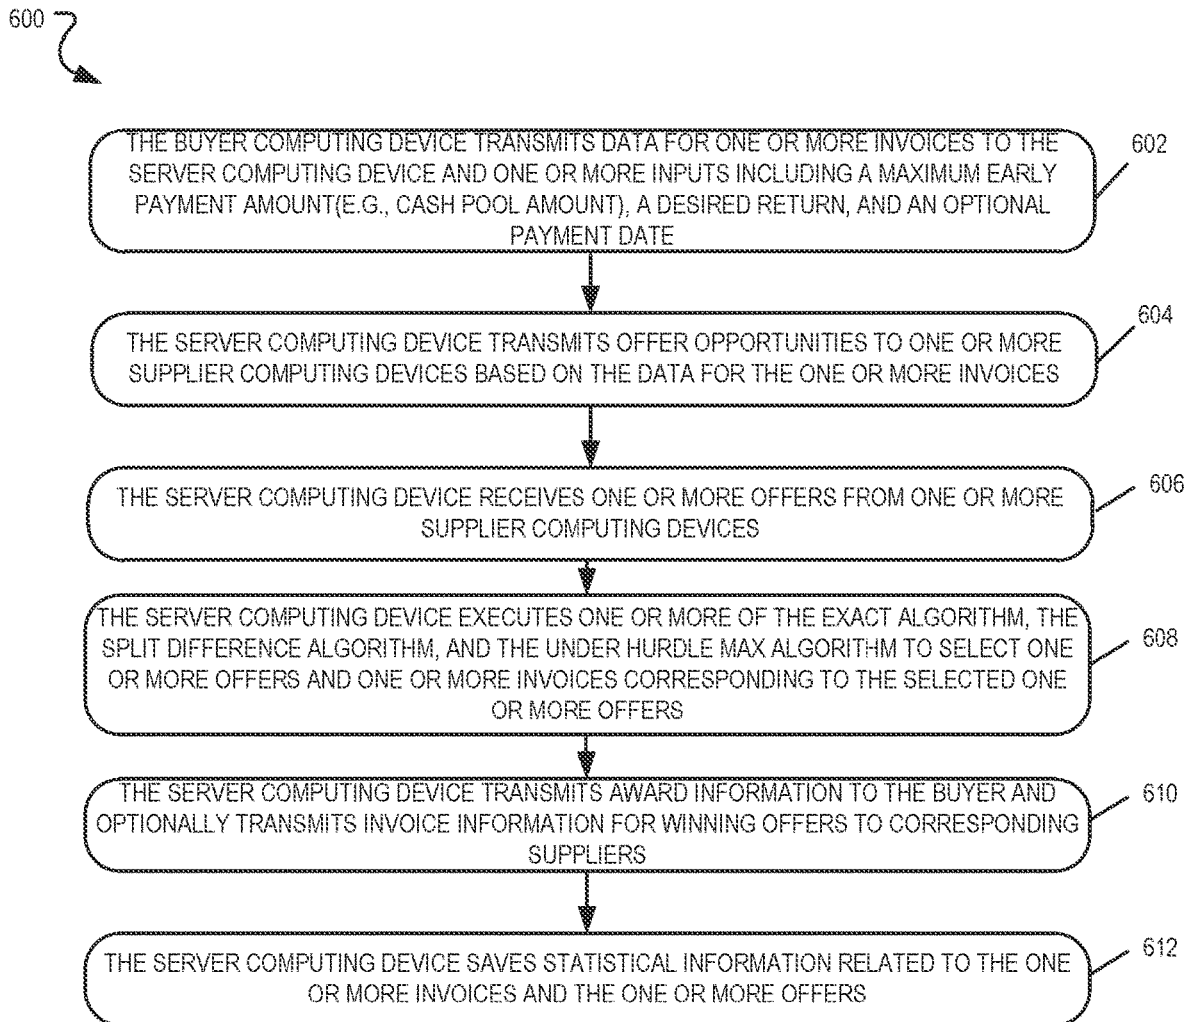 600
THE BUYER COMPUTING DEVICE TRANSMITS DATA FOR ONE OR MORE INVOICES TO THE
SERVER COMPUTING DEVICE AND ONE OR MORE INPUTS INCLUDING A MAXIMUM EARLY
PAYMENT AMOUNT(E.G., CASH POOL AMOUNT), A DESIRED RETURN, AND AN OPTIONAL
PAYMENT DATE
602
THE SERVER COMPUTING DEVICE TRANSMITS OFFER OPPORTUNITIES TO ONE OR MORE
SUPPLIER COMPUTING DEVICES BASED ON THE DATA FOR THE ONE OR MORE INVOICES
604
THE SERVER COMPUTING DEVICE RECEIVES ONE OR MORE OFFERS FROM ONE OR MORE
SUPPLIER COMPUTING DEVICES
606
THE SERVER COMPUTING DEVICE EXECUTES ONE OR MORE OF THE EXACT ALGORITHM, THE
SPLIT DIFFERENCE ALGORITHM, AND THE UNDER HURDLE MAX ALGORITHM TO SELECT ONE
OR MORE OFFERS AND ONE OR MORE INVOICES CORRESPONDING TO THE SELECTED ONE
OR MORE OFFERS
608
THE SERVER COMPUTING DEVICE TRANSMITS AWARD INFORMATION TO THE BUYER AND
OPTIONALLY TRANSMITS INVOICE INFORMATION FOR WINNING OFFERS TO CORRESPONDING
SUPPLIERS
610
THE SERVER COMPUTING DEVICE SAVES STATISTICAL INFORMATION RELATED TO THE ONE
OR MORE INVOICES AND THE ONE OR MORE OFFERS
612